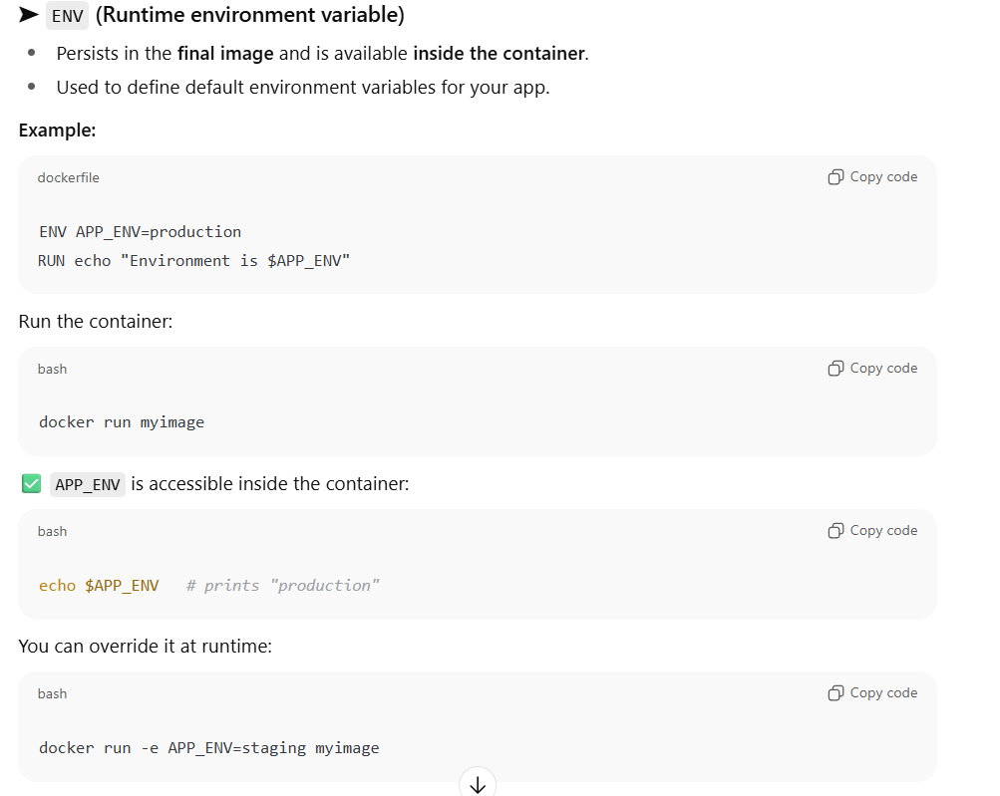 ➤ ENV (Runtime environment variable)
• Persists in the final image and is available inside the container.
• Used to define default environment variables for your app.
Example:
dockerfile
Copy code
ENV APP_ENV=production
RUN echo "Environment is $APP_ENV"
Run the container:
bash
Copy code
docker run myimage
✅ APP_ENV is accessible inside the container:
bash
Copy code
echo $APP_ENV   # prints "production"
You can override it at runtime:
bash
Copy code
docker run -e APP_ENV=staging myimage